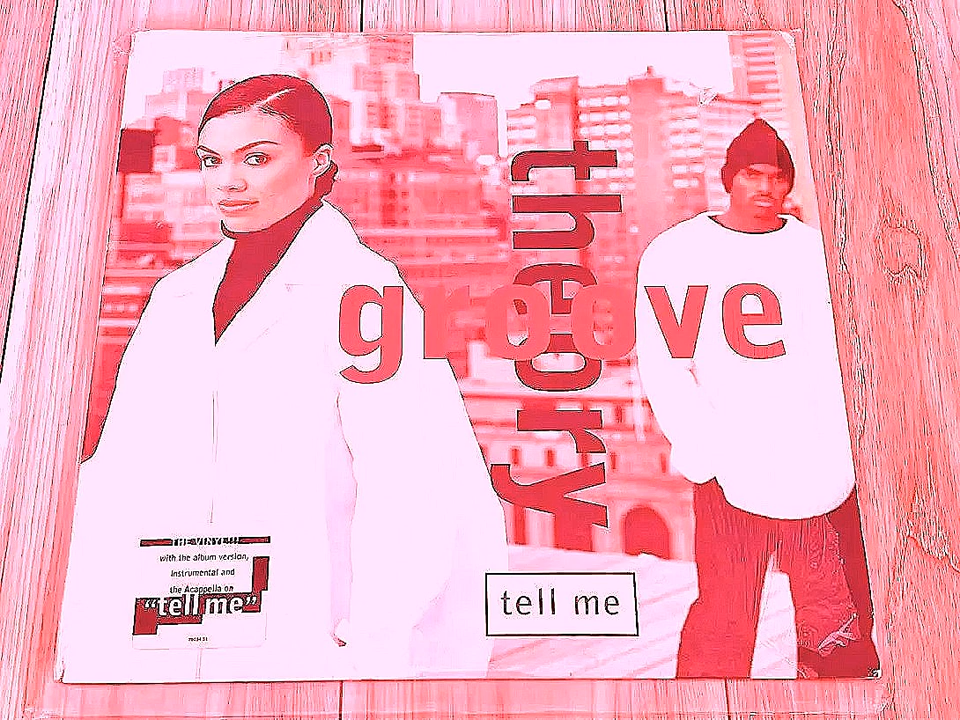 theory
groove
THE VINYL!!!
with the album version,
instrumental and
the Acappella on
"tell me"
tell me